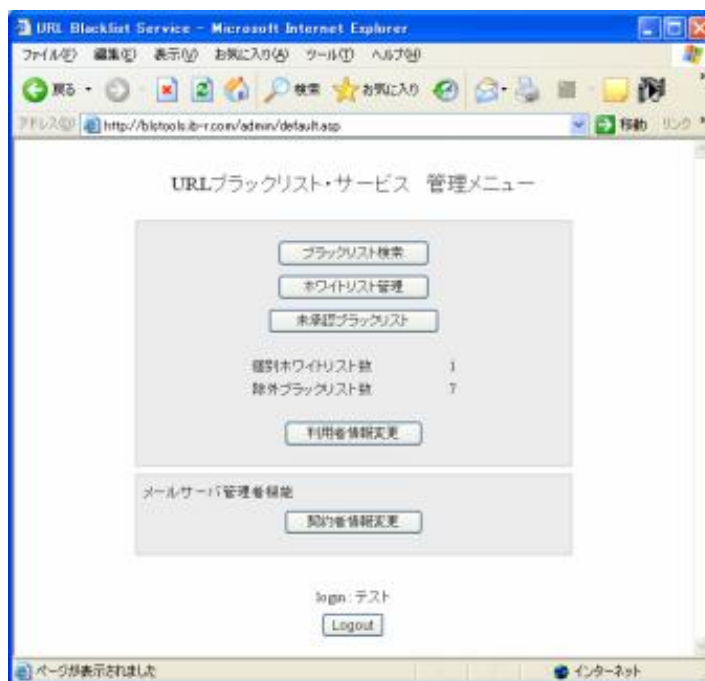 URL Blacklist Service - Microsoft Internet Explorer
ファイル(F) 編集(E) 表示(V) お気に入り(A) ツール(T) ヘルプ(H)
戻る 検索 お気に入り
アドレス(D) http://blstools.ib-r.com/admin/default.asp 移動 リンク
URLブラックリスト・サービス 管理メニュー
ブラックリスト検索
ホワイトリスト管理
未承認ブラックリスト
個別ホワイトリスト数 1
除外ブラックリスト数 7
利用者情報変更
メールサーバ管理者機能
契約者情報変更
login : テスト
Logout
ページが表示されました インターネット